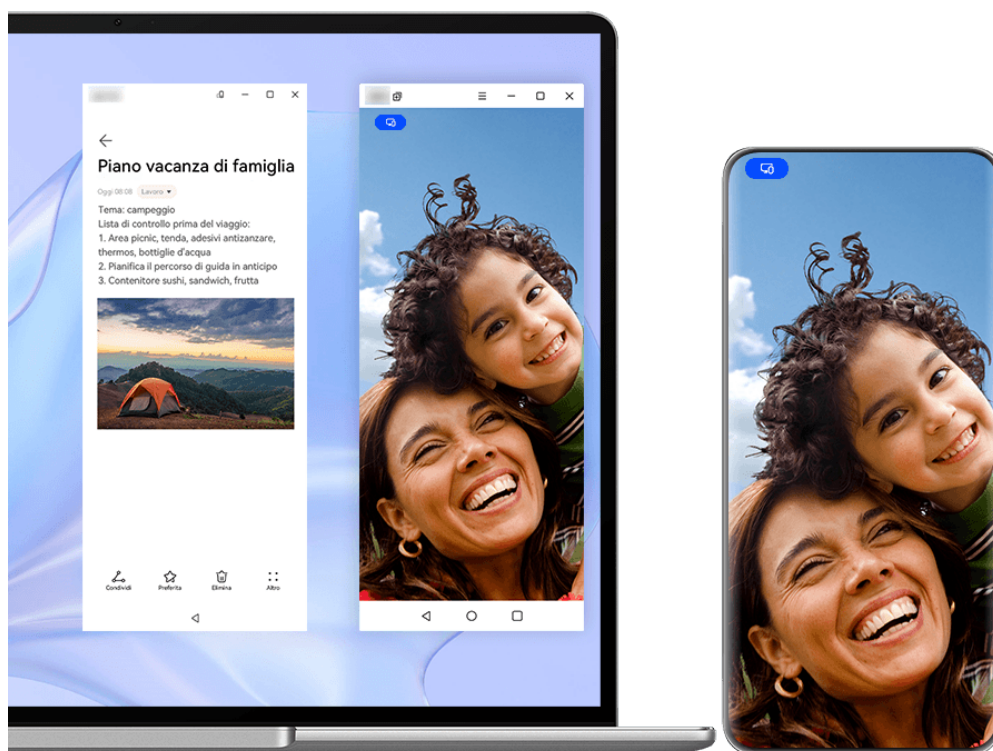 Piano vacanza di famiglia
Oggi 08:08 Lavoro
Tema: campeggio
Lista di controllo prima del viaggio:
1. Area picnic, tenda, adesivi antizanzare,
thermos, bottiglie d'acqua
2. Pianifica il percorso di guida in anticipo
3. Contenitore sushi, sandwich, frutta
Condividi Preferita Elimina Altro